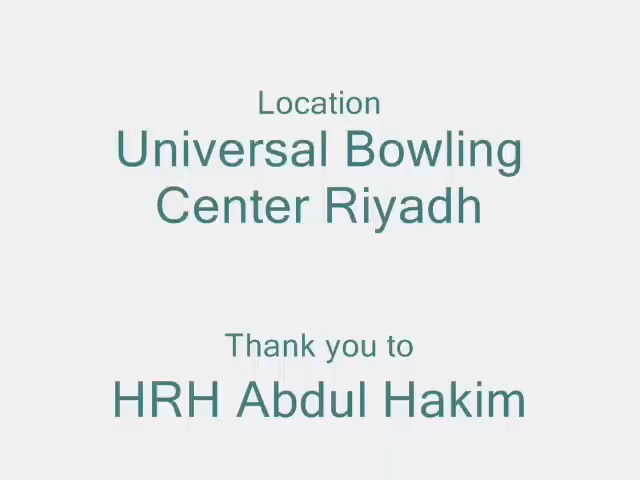 Location
Universal Bowling
Center Riyadh
Thank you to
HRH Abdul Hakim